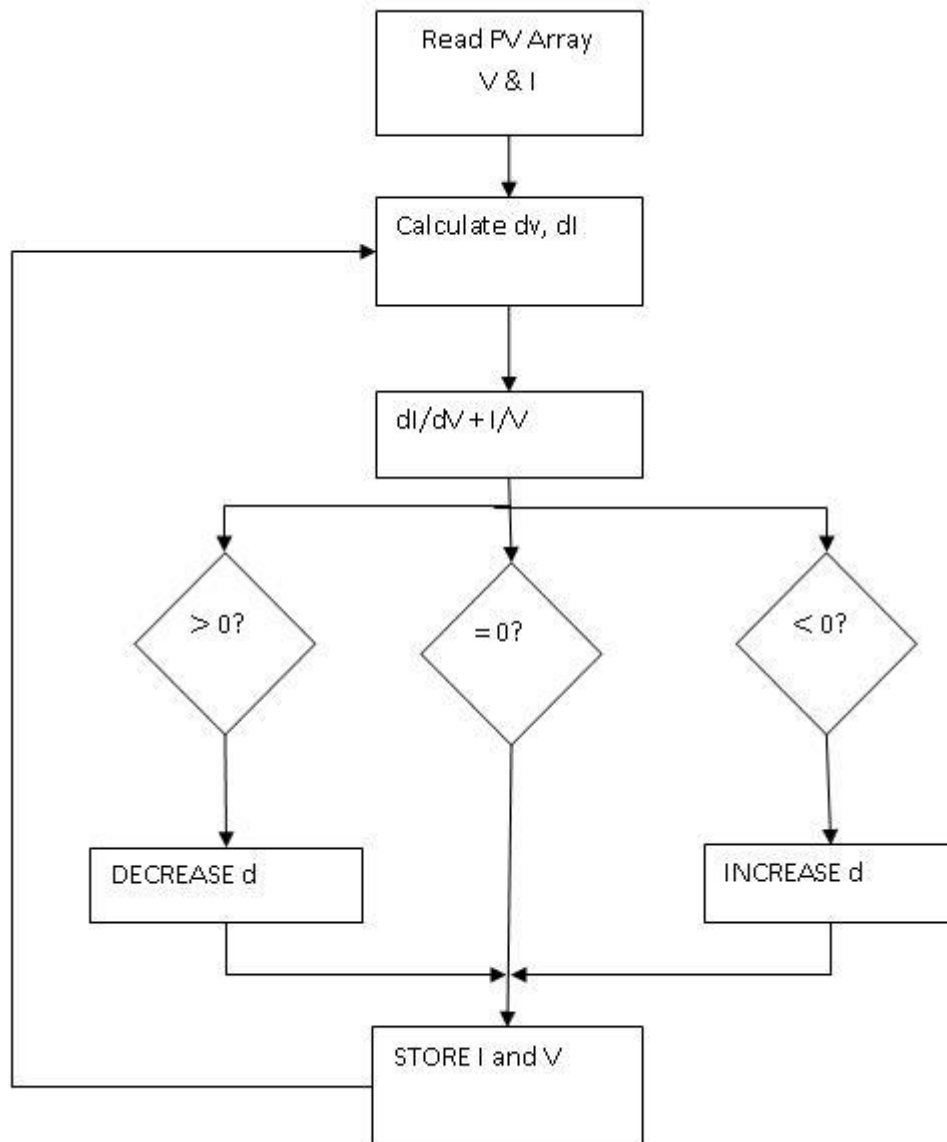 Read PV Array
V & I
Calculate dv, dI
dI/dV + I/V
> 0?
= 0?
< 0?
DECREASE d
INCREASE d
STORE I and V